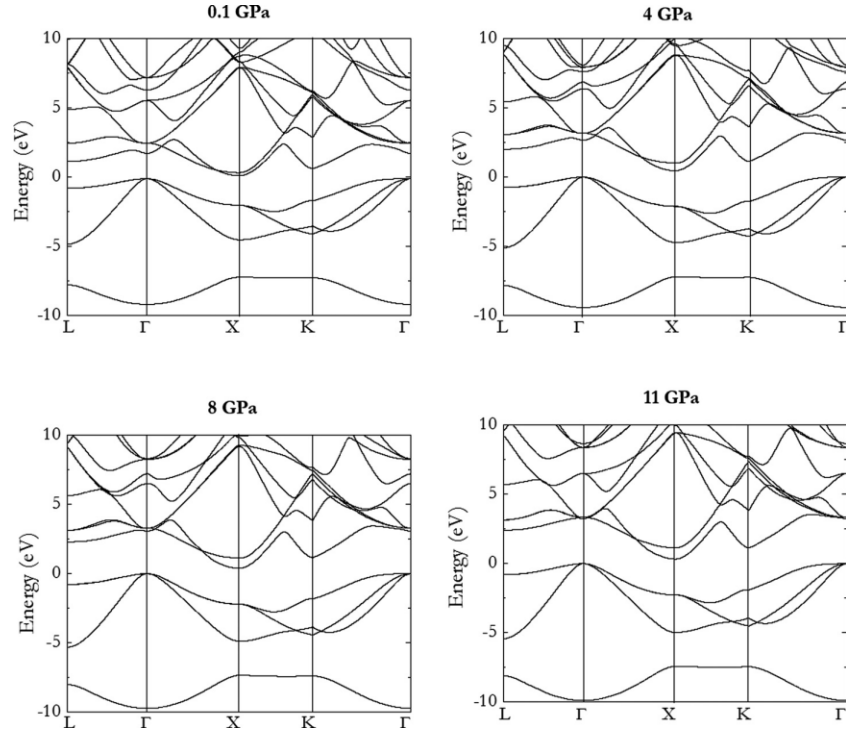 0.1 GPa
4 GPa
10
5
0
-5
-10
Energy (eV)
L Γ X K Γ
10
5
0
-5
-10
Energy (eV)
L Γ X K Γ
8 GPa
11 GPa
10
5
0
-5
-10
Energy (eV)
L Γ X K Γ
10
5
0
-5
-10
Energy (eV)
L Γ X K Γ